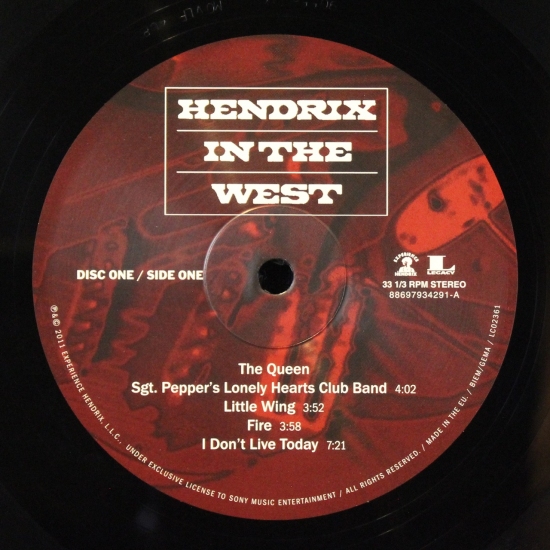 HENDRIX
IN THE
WEST
DISC ONE / SIDE ONE
EXPERIENCE
HENDRIX
L
LEGACY
33 1/3 RPM STEREO
88697934291-A
The Queen
Sgt. Pepper's Lonely Hearts Club Band 4:02
Little Wing 3:52
Fire 3:58
I Don't Live Today 7:21
℗ & © 2011 EXPERIENCE HENDRIX, L.L.C., UNDER EXCLUSIVE LICENSE TO SONY MUSIC ENTERTAINMENT / ALL RIGHTS RESERVED. / MADE IN THE EU. / BIEM/GEMA / LC02361